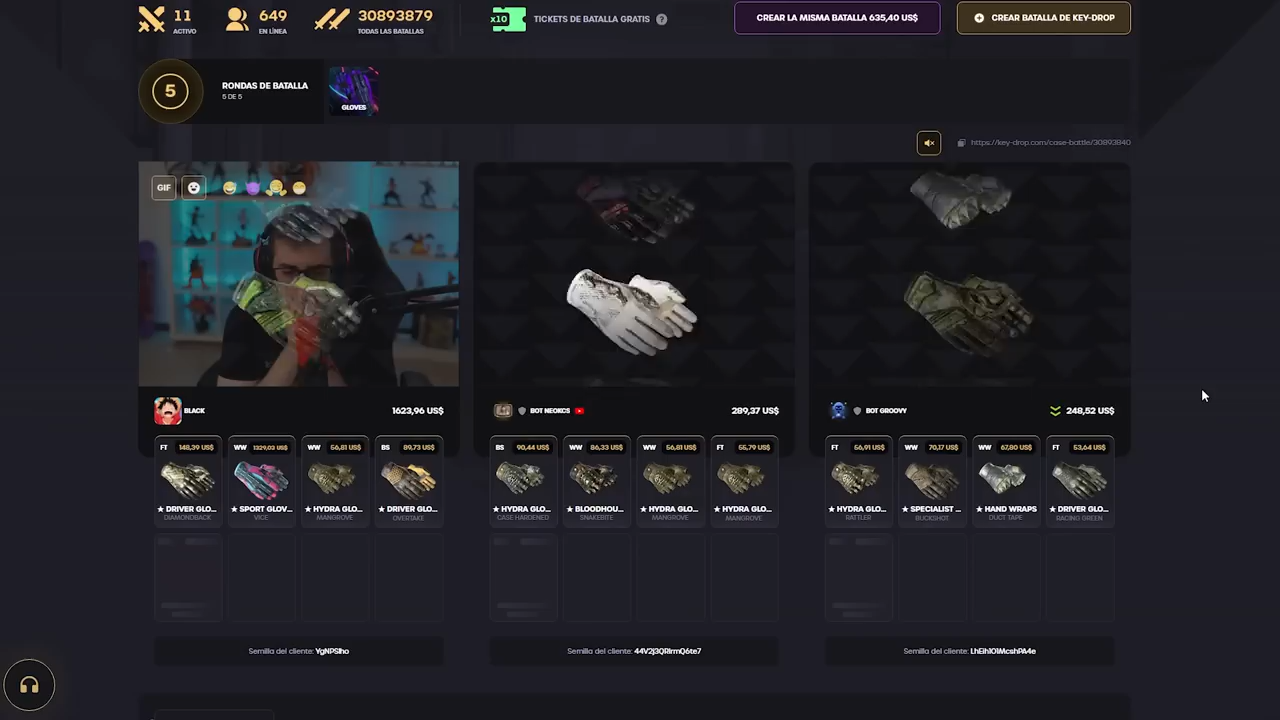 11
ACTIVO
649
EN LÍNEA
30893879
TODAS LAS BATALLAS
x10
TICKETS DE BATALLA GRATIS
?
CREAR LA MISMA BATALLA 635,40 US$
CREAR BATALLA DE KEY-DROP
5
RONDAS DE BATALLA
5 DE 5
GLOVES
https://key-drop.com/case-battle/30893840
GIF
BLACK
1623,96 US$
BOT NEOKCS
289,37 US$
BOT GROOVY
248,52 US$
FT 148,39 US$
★ DRIVER GLO...
DIAMONDBACK
WW 1329,03 US$
★ SPORT GLOV...
VICE
WW 56,81 US$
★ HYDRA GLO...
MANGROVE
BS 89,73 US$
★ DRIVER GLO...
OVERTAKE
BS 90,44 US$
★ HYDRA GLO...
CASE HARDENED
WW 86,33 US$
★ BLOODHOU...
SNAKEBITE
WW 56,81 US$
★ HYDRA GLO...
MANGROVE
FT 55,79 US$
★ HYDRA GLO...
MANGROVE
FT 56,91 US$
★ HYDRA GLO...
RATTLER
WW 70,17 US$
★ SPECIALIST ...
BUCKSHOT
WW 67,80 US$
★ HAND WRAPS
DUCT TAPE
FT 53,64 US$
★ DRIVER GLO...
RACING GREEN
Semilla del cliente: YgNPSlho
Semilla del cliente:
Semilla del cliente: